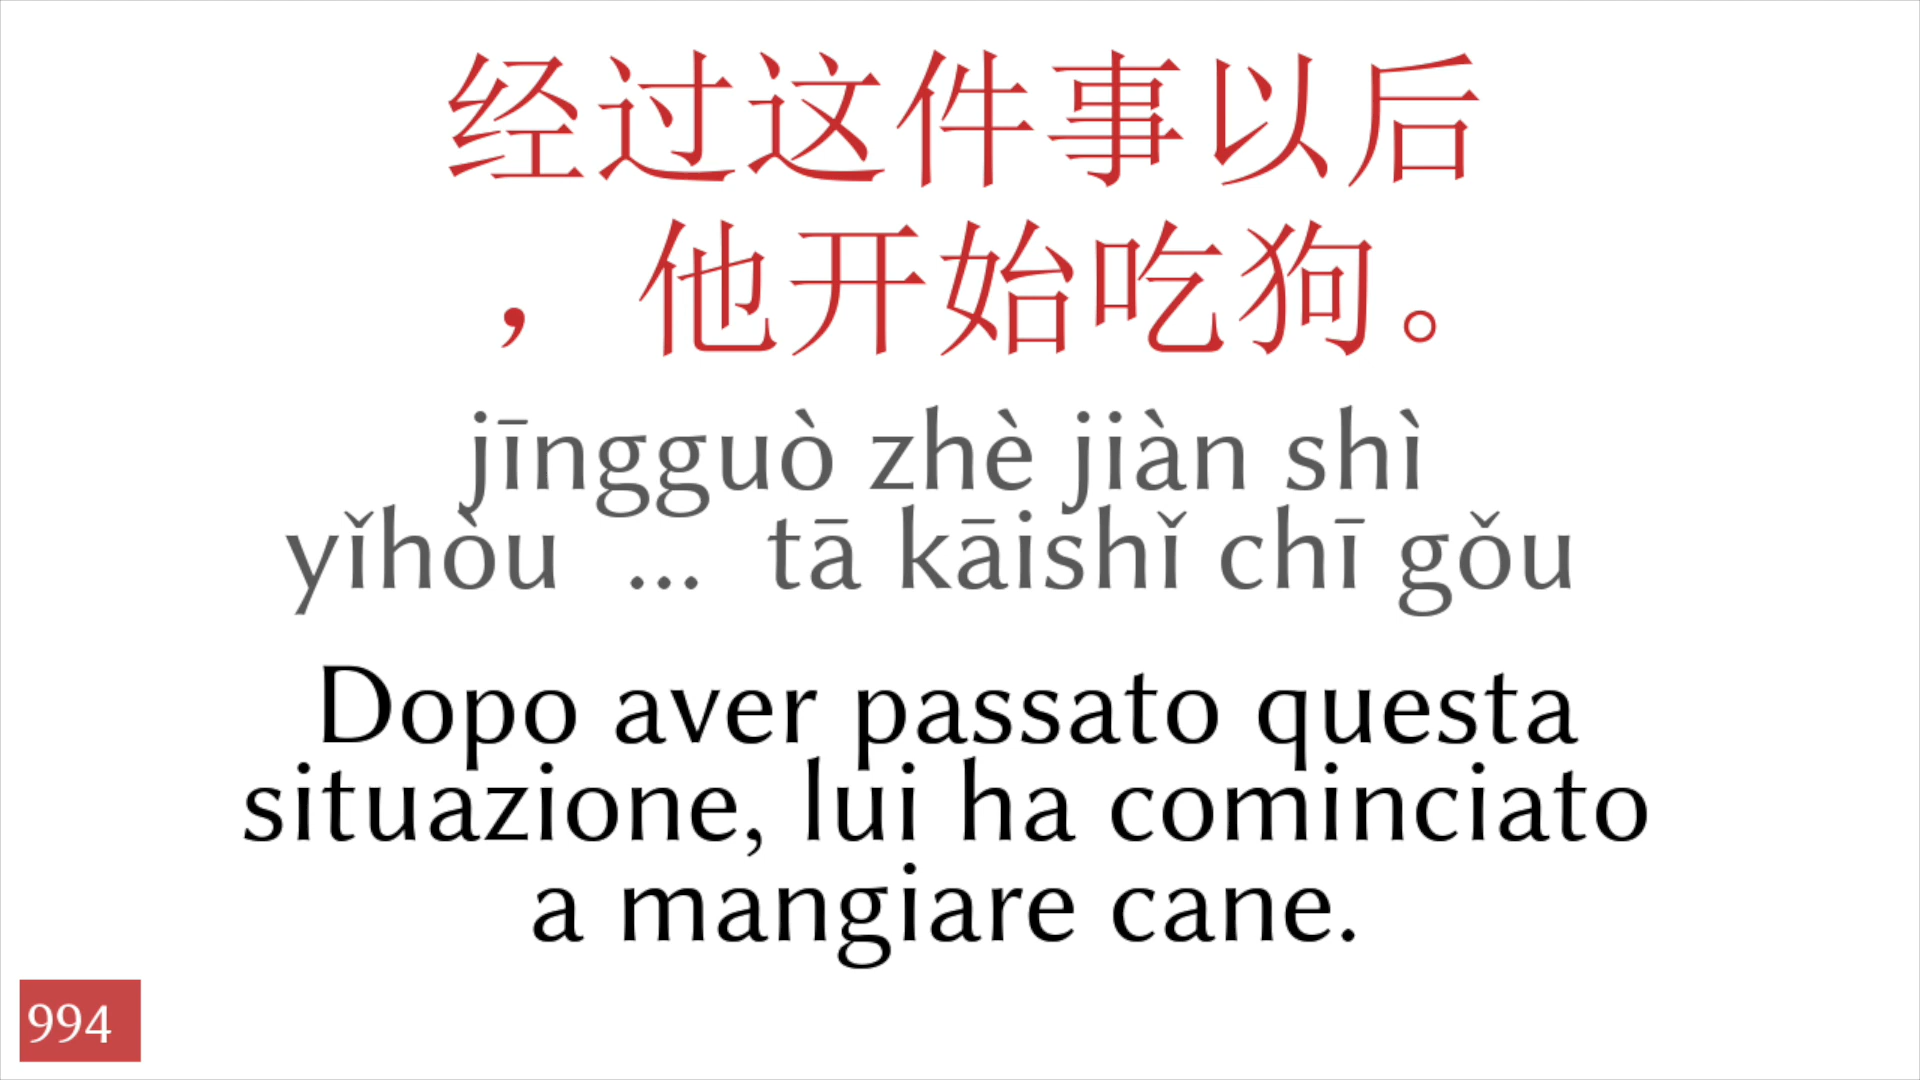 经过这件事以后
，他开始吃狗。
jīngguò zhè jiàn shì
yǐhòu ... tā kāishǐ chī gǒu
Dopo aver passato questa
situazione, lui ha cominciato
a mangiare cane.
994